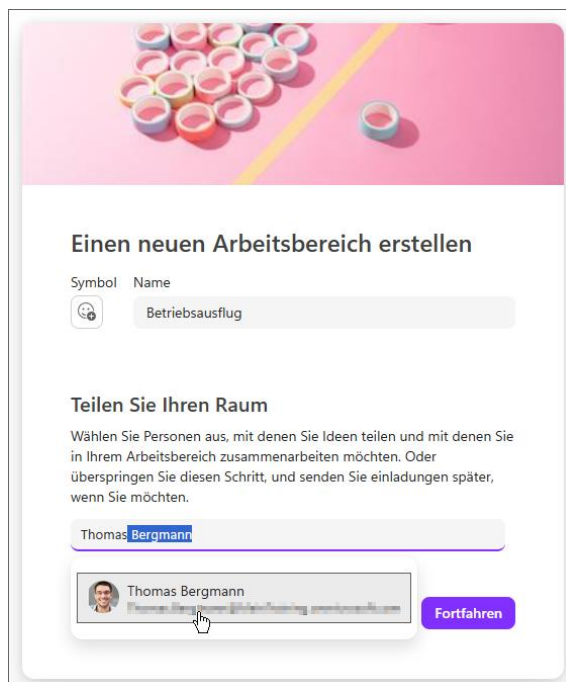 Einen neuen Arbeitsbereich erstellen
Symbol Name
Betriebsausflug
Teilen Sie Ihren Raum
Wählen Sie Personen aus, mit denen Sie Ideen teilen und mit denen Sie
in Ihrem Arbeitsbereich zusammenarbeiten möchten. Oder
überspringen Sie diesen Schritt, und senden Sie einladungen später,
wenn Sie möchten.
Thomas Bergmann
Thomas Bergmann
Fortfahren